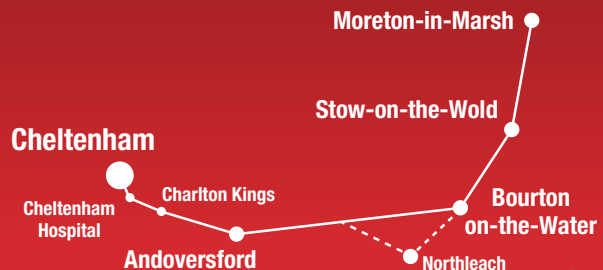 Moreton-in-Marsh
Stow-on-the-Wold
Cheltenham
Charlton Kings
Cheltenham
Hospital
Bourton
on-the-Water
Andoversford
Northleach